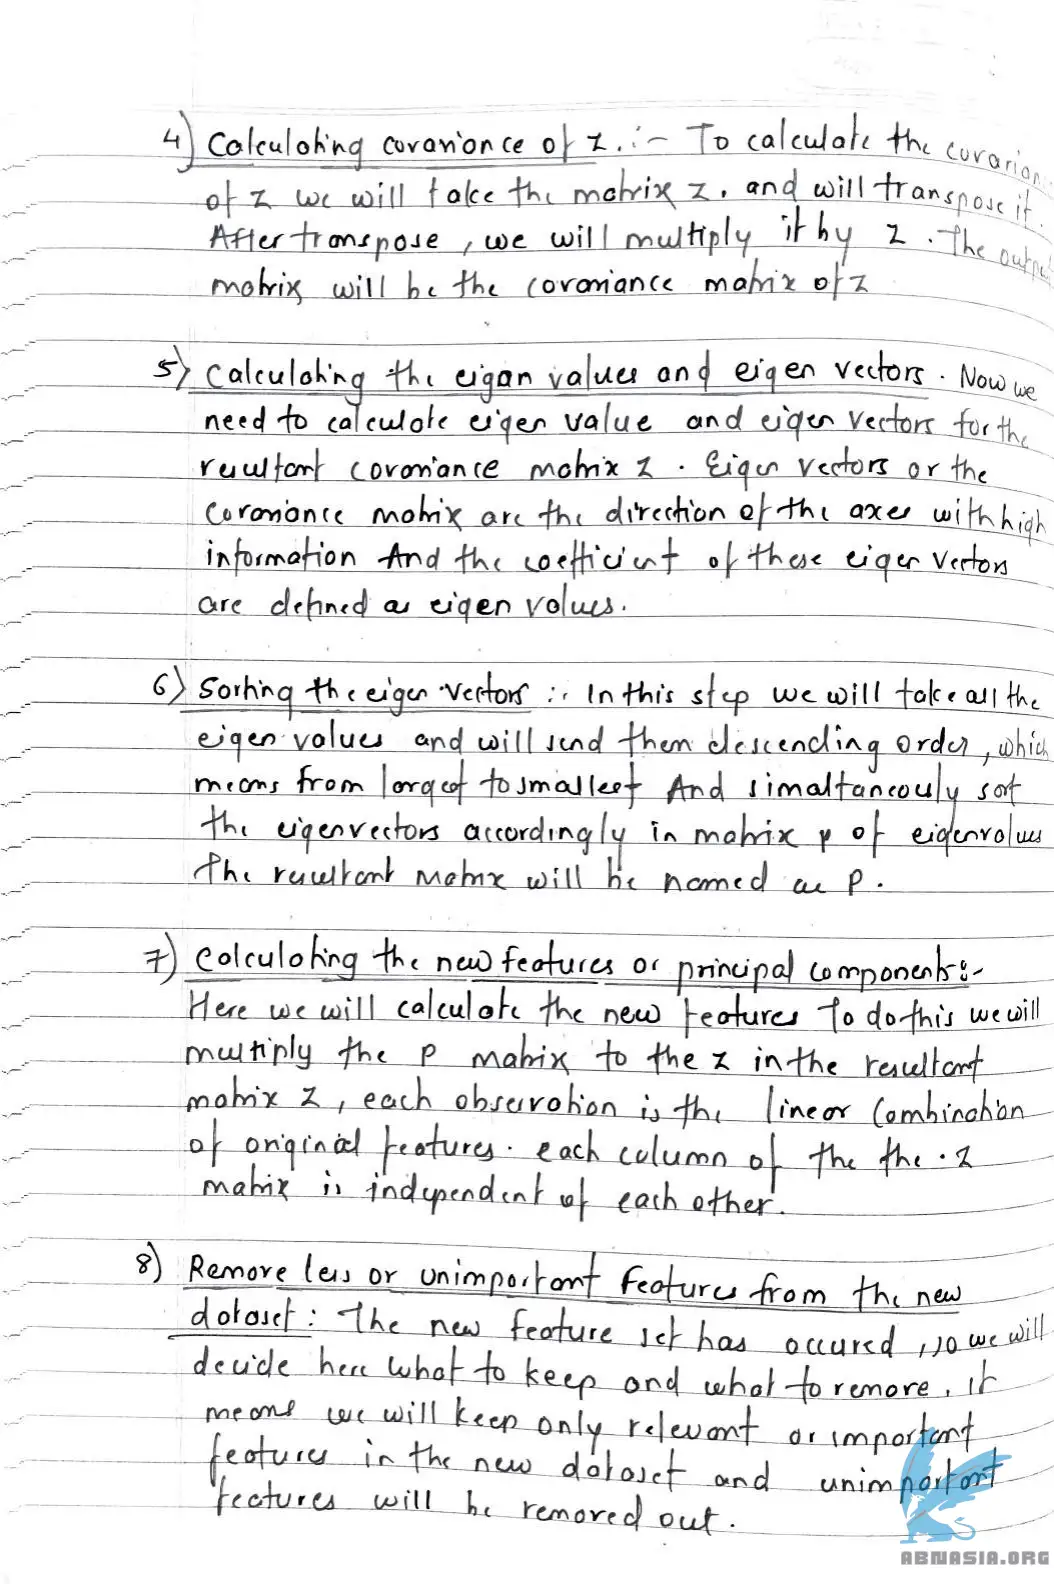 4) Calculating covariance of Z. :- To calculate the covariance
of Z we will take the matrix Z, and will transpose it.
After transpose, we will multiply it by Z. The output
matrix will be the covariance matrix of Z
5) Calculating the eigan values and eigen vectors. Now we
need to calculate eigen value and eigen vectors for the
resultant covariance matrix Z. Eigen vectors or the
covariance matrix are the direction of the axes with high
information And the coefficient of these eigen vectors
are defined as eigen values.
6) Sorting the eigen vectors :- In this step we will take all the
eigen values and will send them descending order, which
means from largest to smallest And simaltaneously sort
the eigenvectors accordingly in matrix p of eigenvalues
The resultant Matrix will be named as P.
7) Calculating the new features or principal components:-
Here we will calculate the new features To do this we will
multiply the P matrix to the Z in the resultant
matrix Z, each observation is the linear Combination
of original features. each column of the the . Z
matrix is independent of each other.
8) Remove less or unimportant features from the new
dataset: The new feature set has occured, so we will
decide here what to keep and what to remove. it
means we will keep only relevant or important
features in the new dataset and unimportant
features will be removed out.
ABNASIA.ORG